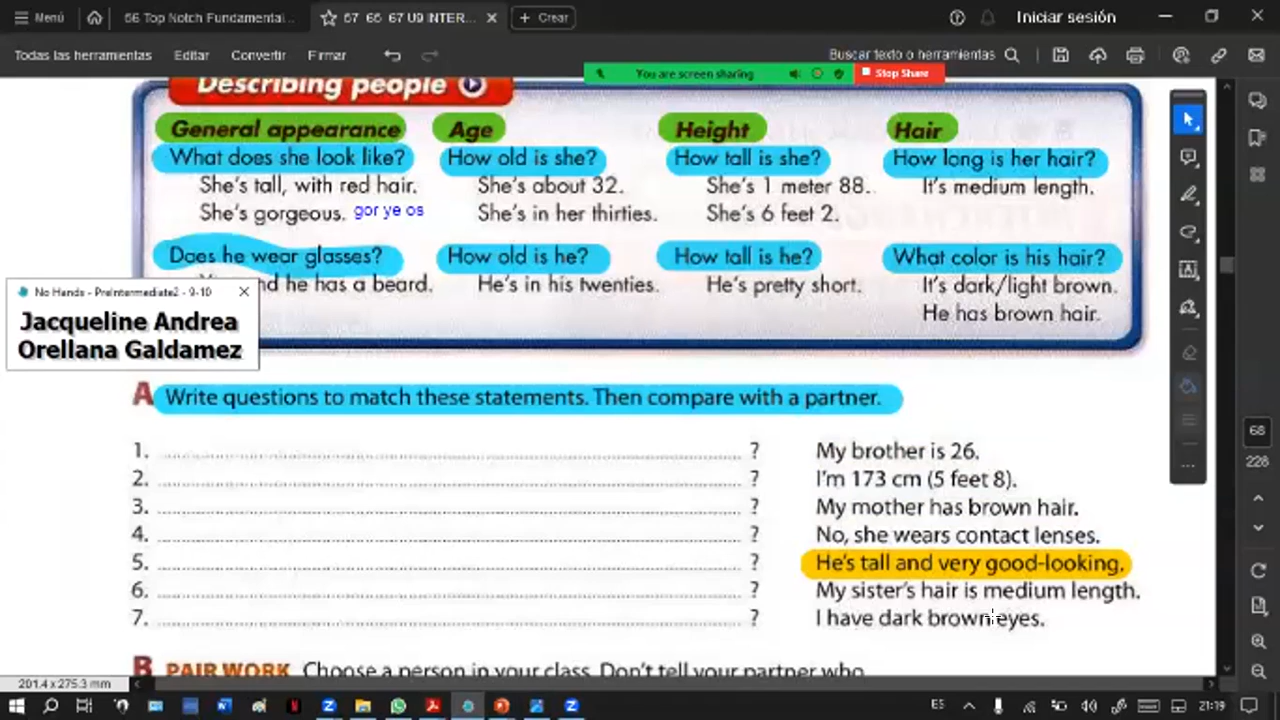 Menú
56 Top Notch Fundamental...
67 66 67 U9 INTER...
Crear
Iniciar sesión
Todas las herramientas
Editar
Convertir
Firmar
Buscar texto o herramientas
You are screen sharing
Stop Share
Describing people
General appearance
Age
Height
Hair
What does she look like?
How old is she?
How tall is she?
How long is her hair?
She's tall, with red hair.
She's about 32.
She's 1 meter 88.
It's medium length.
She's gorgeous. gor ye os
She's in her thirties.
She's 6 feet 2.
Does he wear glasses?
How old is he?
How tall is he?
What color is his hair?
he has a beard.
He's in his twenties.
He's pretty short.
It's dark/light brown.
He has brown hair.
No Hands - PreIntermediate2 - 9-10
Jacqueline Andrea
Orellana Galdamez
A Write questions to match these statements. Then compare with a partner.
1. ? My brother is 26.
2. ? I'm 173 cm (5 feet 8).
3. ? My mother has brown hair.
4. ? No, she wears contact lenses.
5. ? He's tall and very good-looking.
6. ? My sister's hair is medium length.
7. ? I have dark brown eyes.
B PAIR WORK Choose a person in your class. Don't tell your partner who
68
228
201.4 x 275.3 mm
ES
21:19